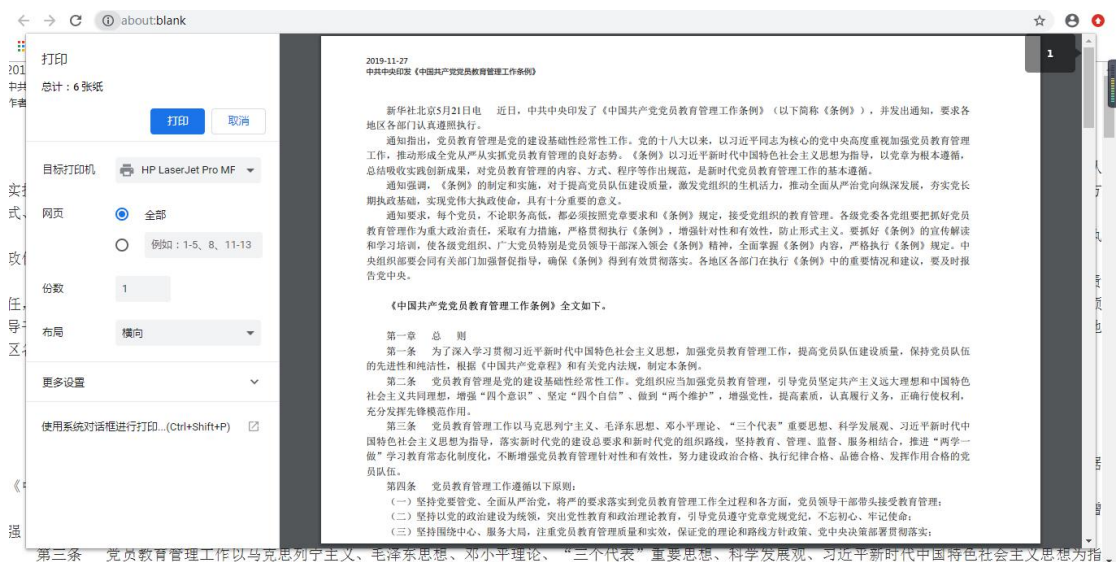 about:blank
打印
总计：6 张纸
打印 取消
目标打印机 HP LaserJet Pro MF
网页 全部
例如：1-5、8、11-13
份数 1
布局 横向
更多设置
使用系统对话框进行打印...(Ctrl+Shift+P)
1
2019-11-27
中共中央印发《中国共产党党员教育管理工作条例》
新华社北京5月21日电 近日，中共中央印发了《中国共产党党员教育管理工作条例》（以下简称《条例》），并发出通知，要求各
地区各部门认真遵照执行。
通知指出，党员教育管理是党的建设基础性经常性工作。党的十八大以来，以习近平同志为核心的党中央高度重视加强党员教育管理
工作，推动形成全党从严从实抓党员教育管理的良好态势。《条例》以习近平新时代中国特色社会主义思想为指导，以党章为根本遵循，
总结吸收实践创新成果，对党员教育管理的内容、方式、程序等作出规范，是新时代党员教育管理工作的基本遵循。
通知强调，《条例》的制定和实施，对于提高党员队伍建设质量，激发党组织的生机活力，推动全面从严治党向纵深发展，夯实党长
期执政基础，实现党伟大执政使命，具有十分重要的意义。
通知要求，每个党员，不论职务高低，都必须按照党章要求和《条例》规定，接受党组织的教育管理。各级党委各党组要把抓好党员
教育管理作为重大政治责任，采取有力措施，严格贯彻执行《条例》，增强针对性和有效性，防止形式主义。要抓好《条例》的宣传解读
和学习培训，使各级党组织、广大党员特别是党员领导干部深入领会《条例》精神，全面掌握《条例》内容，严格执行《条例》规定。中
央组织部要会同有关部门加强督促指导，确保《条例》得到有效贯彻落实。各地区各部门在执行《条例》中的重要情况和建议，要及时报
告党中央。
《中国共产党党员教育管理工作条例》全文如下。
第一章 总 则
第一条 为了深入学习贯彻习近平新时代中国特色社会主义思想，加强党员教育管理工作，提高党员队伍建设质量，保持党员队伍
的先进性和纯洁性，根据《中国共产党章程》和有关党内法规，制定本条例。
第二条 党员教育管理是党的建设基础性经常性工作。党组织应当加强党员教育管理，引导党员坚定共产主义远大理想和中国特色
社会主义共同理想，增强“四个意识”、坚定“四个自信”、做到“两个维护”，增强党性，提高素质，认真履行义务，正确行使权利，
充分发挥先锋模范作用。
第三条 党员教育管理工作以马克思列宁主义、毛泽东思想、邓小平理论、“三个代表”重要思想、科学发展观、习近平新时代中
国特色社会主义思想为指导，落实新时代党的建设总要求和新时代党的组织路线，坚持教育、管理、监督、服务相结合，推进“两学一
做”学习教育常态化制度化，不断增强党员教育管理针对性和有效性，努力建设政治合格、执行纪律合格、品德合格、发挥作用合格的党
员队伍。
第四条 党员教育管理工作遵循以下原则：
（一）坚持党要管党、全面从严治党，将严的要求落实到党员教育管理工作全过程和各方面，党员领导干部带头接受教育管理；
（二）坚持以党的政治建设为统领，突出党性教育和政治理论教育，引导党员遵守党章党规党纪，不忘初心、牢记使命；
（三）坚持围绕中心、服务大局，注重党员教育管理质量和实效，保证党的理论和路线方针政策、党中央决策部署贯彻落实；
第三条 党员教育管理工作以马克思列宁主义、毛泽东思想、邓小平理论、“三个代表”重要思想、科学发展观、习近平新时代中国特色社会主义思想为指